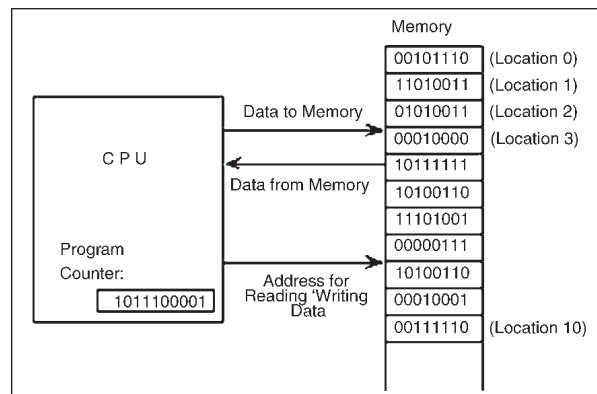 Memory
00101110 (Location 0)
11010011 (Location 1)
Data to Memory
01010011 (Location 2)
00010000 (Location 3)
C P U
10111111
Data from Memory
10100110
11101001
Program
Counter:
00000111
1011100001
Address for
Reading 'Writing
Data
10100110
00010001
00111110 (Location 10)